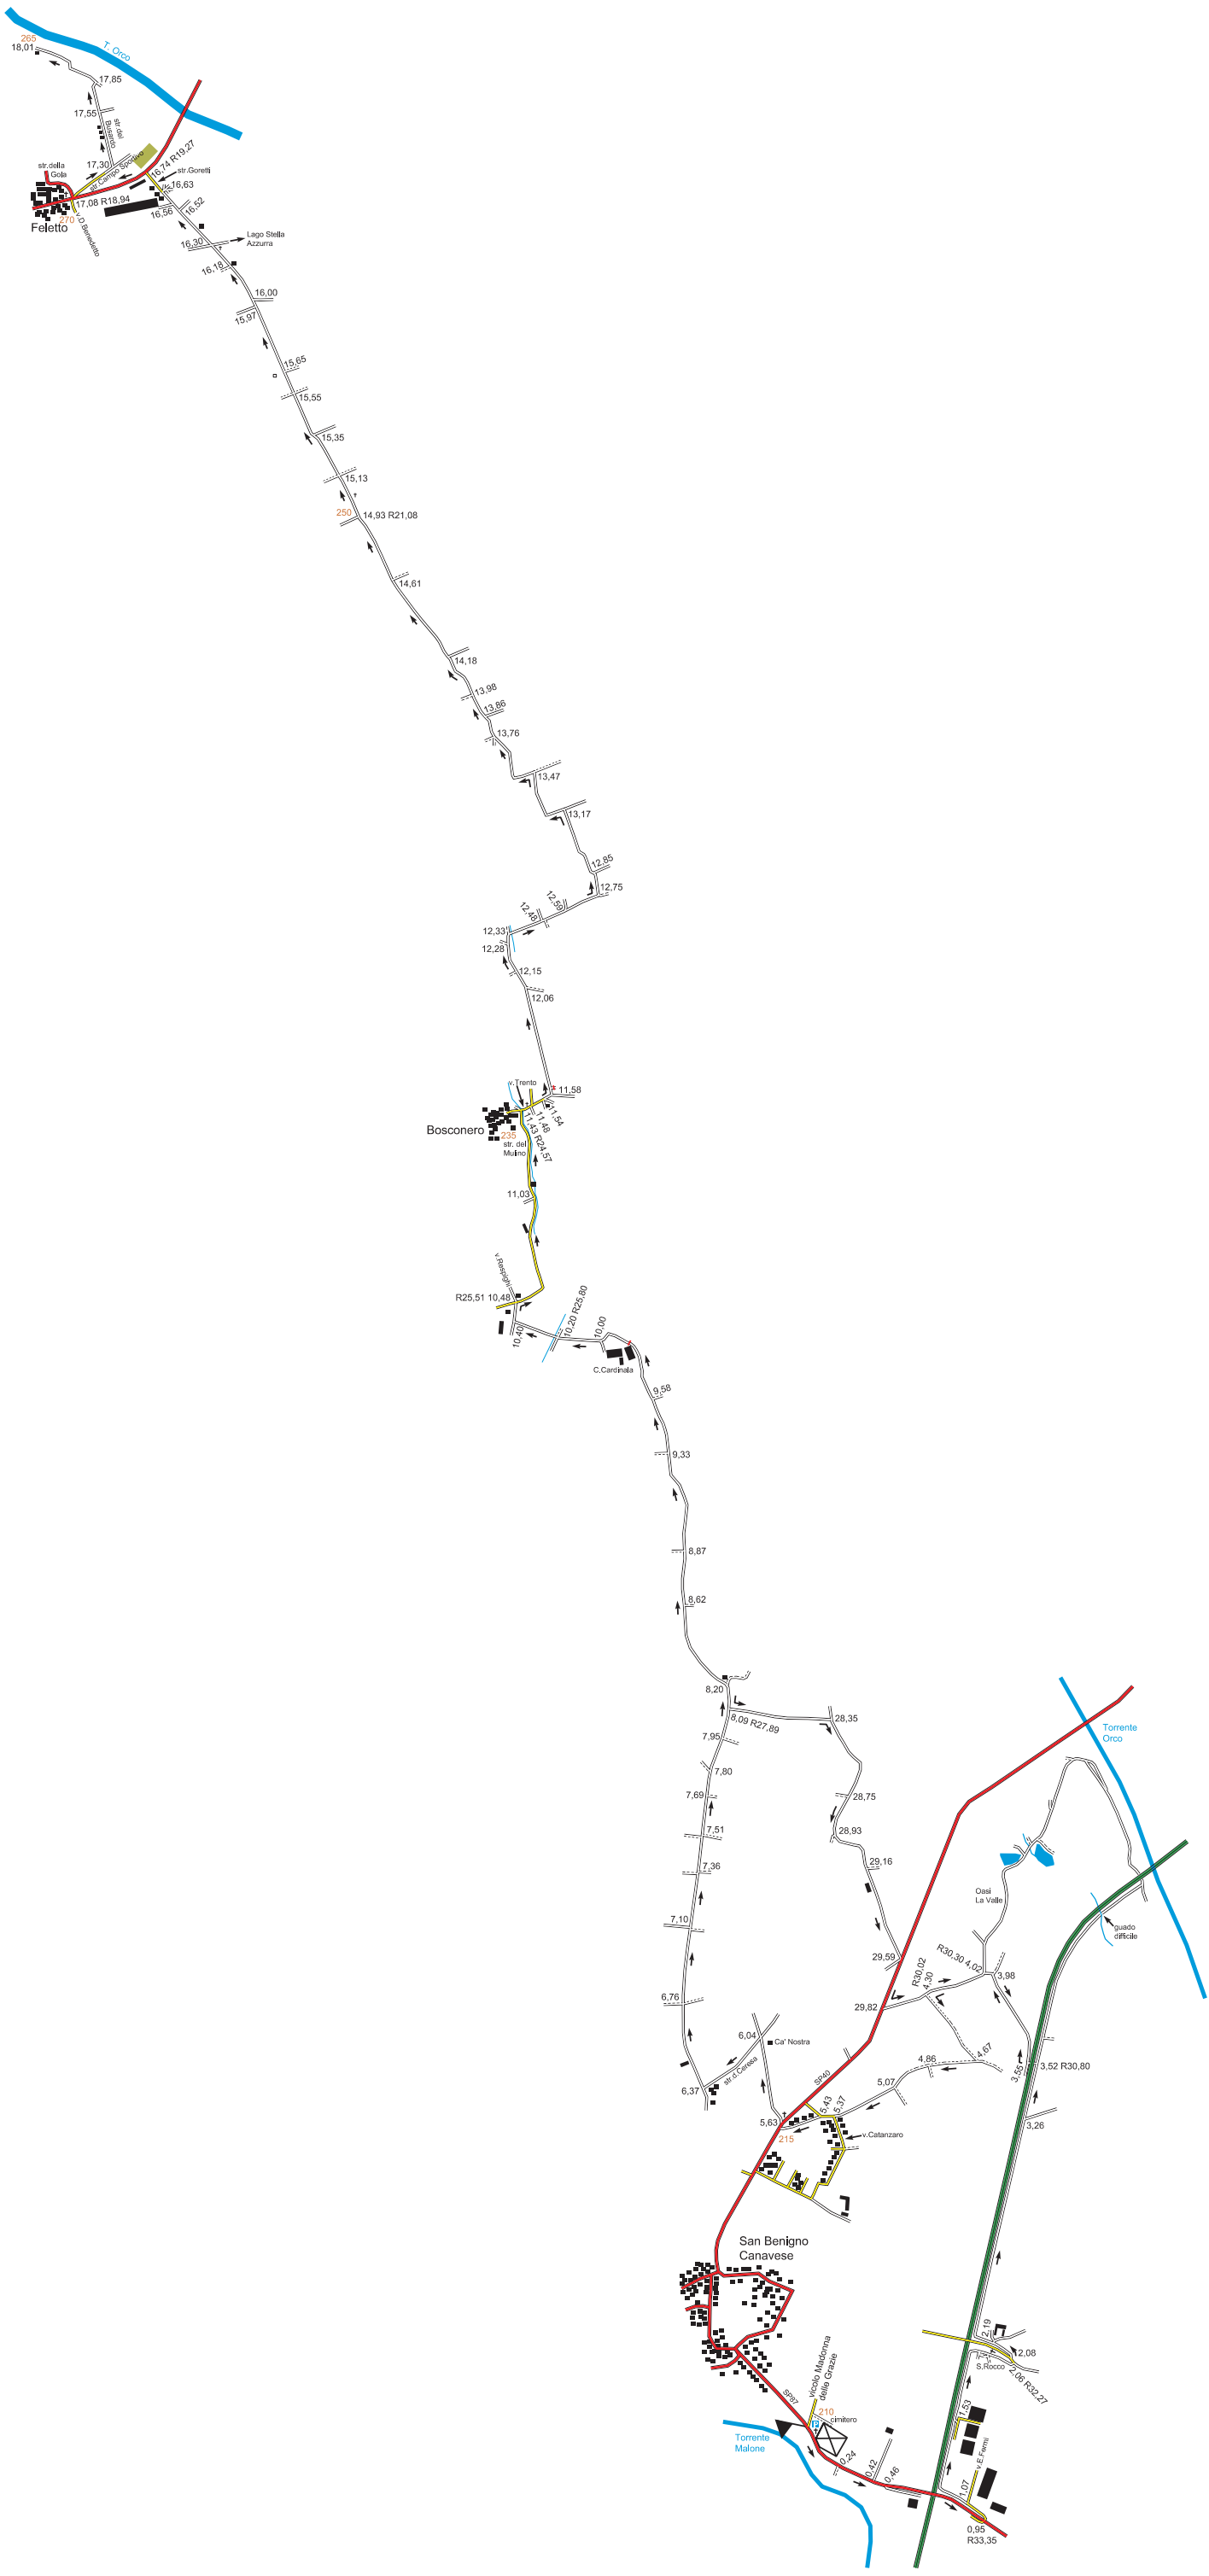 265
18,01
T. Orco
17,85
17,55
str.del
Busardo
17,30
str.Campo Sportivo
16,74 R19,27
str.della
Gola
str.Goretti
16,63
17,08 R18,94
16,56
16,52
270
Feletto
v.D.Benedetto
16,30
Lago Stella
Azzurra
16,18
16,00
15,97
15,65
15,55
15,35
15,13
250
14,93 R21,08
14,61
14,18
13,98
13,86
13,76
13,47
13,17
12,85
12,75
12,59
12,48
12,33
12,28
12,15
12,06
v.Trento
11,58
11,54
11,48
11,43 R24,57
Bosconero
235
str. del
Mulino
11,03
v.Respighi
R25,51 10,48
10,40
10,20 R25,80
10,00
C.Cardinala
9,58
9,33
8,87
8,62
8,20
8,09 R27,89
28,35
7,95
7,80
7,69
28,75
7,51
28,93
7,36
29,16
7,10
Torrente
Orco
Oasi
La Valle
guado
difficile
29,59
R30,30 4,02
3,98
R30,02
4,30
29,82
6,76
6,04
Ca' Nostra
str.d.Ceresa
SP40
4,67
4,86
5,07
3,55
3,52 R30,80
6,37
5,43
5,37
5,63
215
v.Catanzaro
3,26
San Benigno
Canavese
2,19
2,08
S.Rocco
2,06 R32,27
SP87
vicolo Madonna
delle Grazie
210
P
cimitero
1,53
Torrente
Malone
0,24
0,42
0,46
v.E.Fermi
1,07
0,95
R33,35